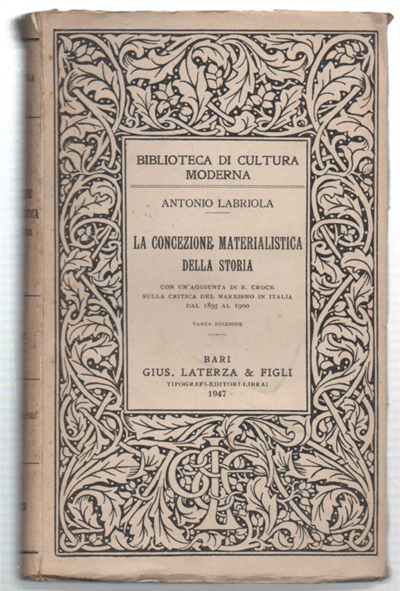 BIBLIOTECA DI CULTURA
MODERNA
ANTONIO LABRIOLA
LA CONCEZIONE MATERIALISTICA
DELLA STORIA
CON UN'AGGIUNTA DI B. CROCE
SULLA CRITICA DEL MARXISMO IN ITALIA
DAL 1895 AL 1900
TERZA EDIZIONE
BARI
GIUS. LATERZA & FIGLI
TIPOGRAFI-EDITORI-LIBRAI
1947